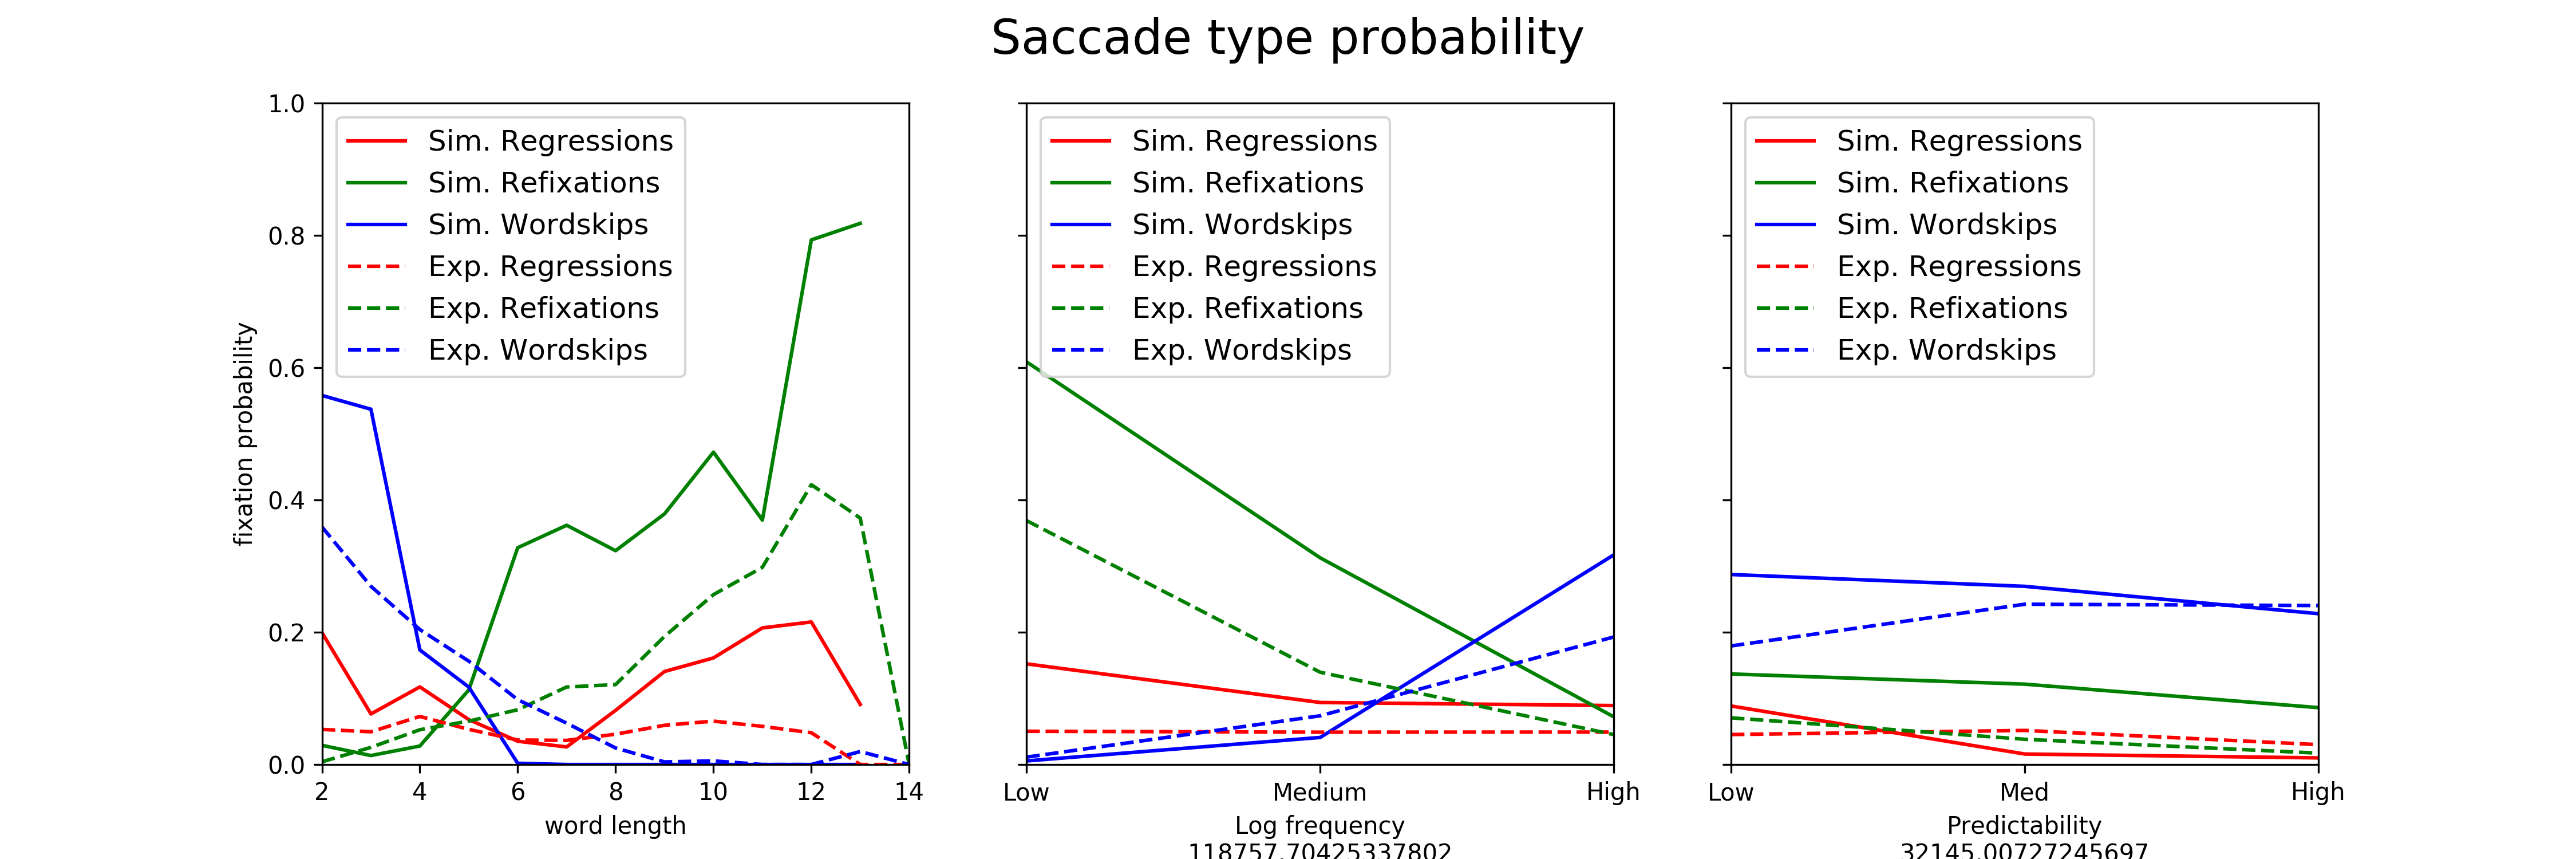 Saccade type probability
fixation probability
1.0
0.8
0.6
0.4
0.2
0.0
Sim. Regressions
Sim. Refixations
Sim. Wordskips
Exp. Regressions
Exp. Refixations
Exp. Wordskips
2 4 6 8 10 12 14
word length
Sim. Regressions
Sim. Refixations
Sim. Wordskips
Exp. Regressions
Exp. Refixations
Exp. Wordskips
Low Medium High
Log frequency
118757.70425337802
Sim. Regressions
Sim. Refixations
Sim. Wordskips
Exp. Regressions
Exp. Refixations
Exp. Wordskips
Low Med High
Predictability
32145.00727245697